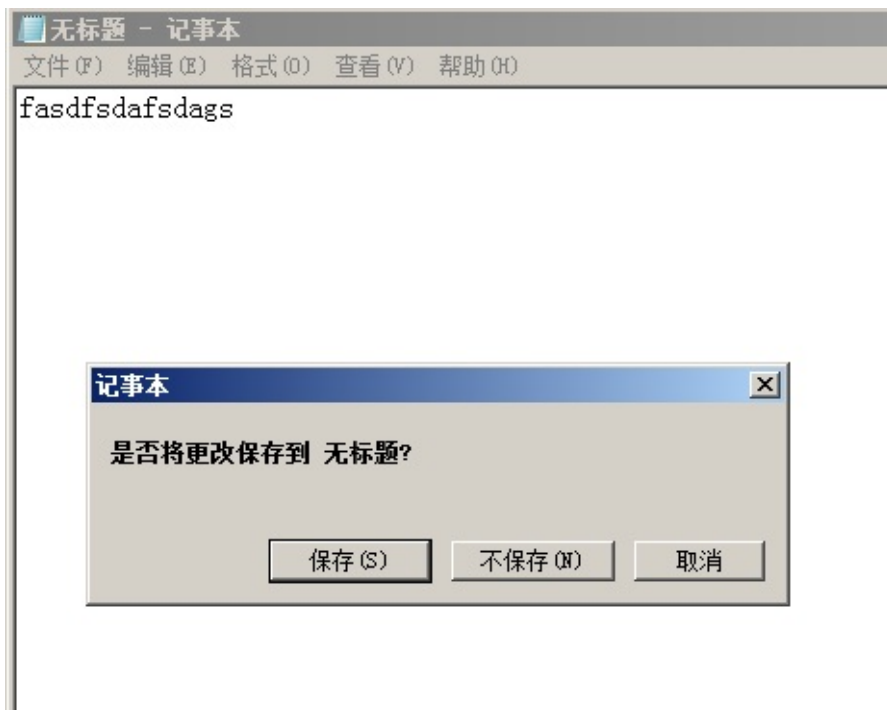 无标题 - 记事本
文件(F) 编辑(E) 格式(O) 查看(V) 帮助(H)
fasdfsdafsdags
记事本
是否将更改保存到 无标题?
保存(S) 不保存(N) 取消